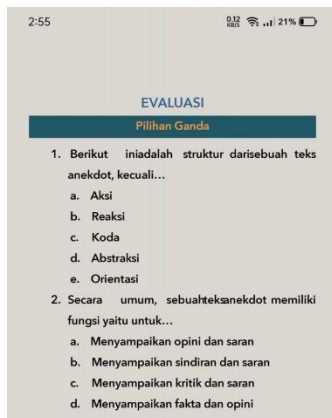 2:55 0.12 KB/S 21%
EVALUASI
Pilihan Ganda
1. Berikut iniadalah struktur darisebuah teks
anekdot, kecuali...
a. Aksi
b. Reaksi
c. Koda
d. Abstraksi
e. Orientasi
2. Secara umum, sebuahteksanekdot memiliki
fungsi yaitu untuk...
a. Menyampaikan opini dan saran
b. Menyampaikan sindiran dan saran
c. Menyampaikan kritik dan saran
d. Menyampaikan fakta dan opini